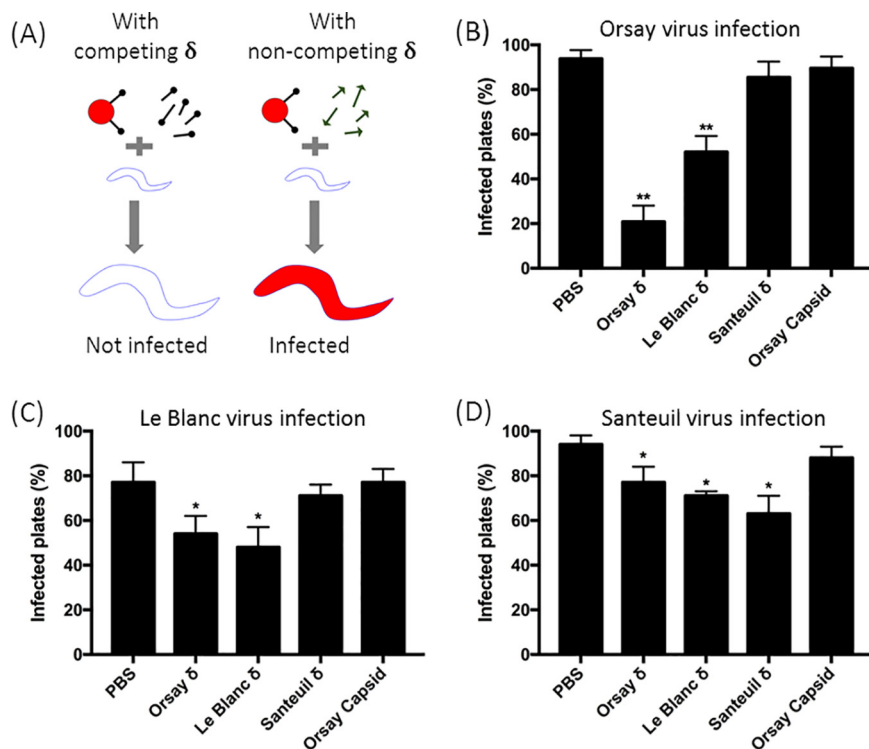 (A)
With
competing δ
With
non-competing δ
Not infected
Infected
(B)
Orsay virus infection
Infected plates (%)
100
80
60
40
20
0
**
**
PBS
Orsay δ
Le Blanc δ
Santeuil δ
Orsay Capsid
(C)
Le Blanc virus infection
Infected plates (%)
100
80
60
40
20
0
*
*
PBS
Orsay δ
Le Blanc δ
Santeuil δ
Orsay Capsid
(D)
Santeuil virus infection
Infected plates (%)
100
80
60
40
20
0
*
*
*
PBS
Orsay δ
Le Blanc δ
Santeuil δ
Orsay Capsid